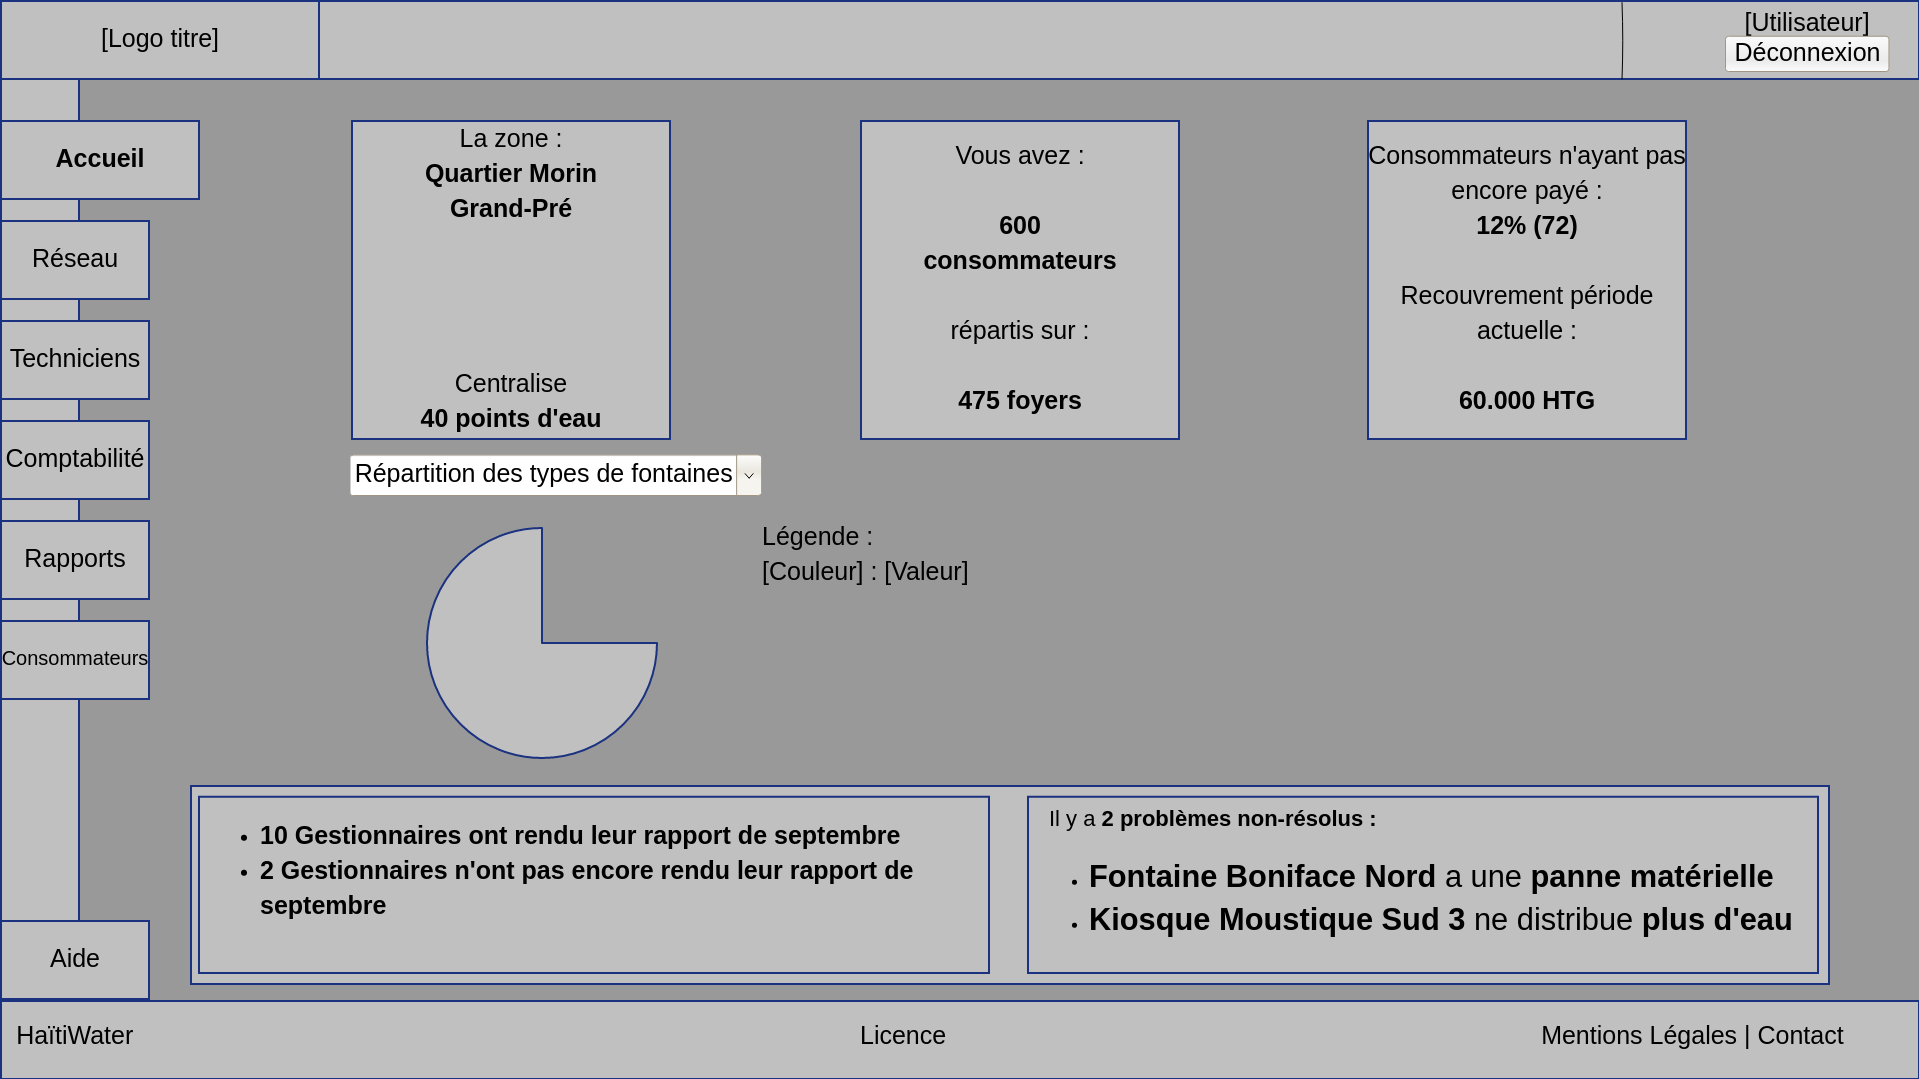 [Logo titre]
[Utilisateur]
Déconnexion
Accueil
Réseau
Techniciens
Comptabilité
Rapports
Consommateurs
Aide
La zone :
Quartier Morin
Grand-Pré
Centralise
40 points d'eau
Vous avez :
600
consommateurs
répartis sur :
475 foyers
Consommateurs n'ayant pas
encore payé :
12% (72)
Recouvrement période
actuelle :
60.000 HTG
Répartition des types de fontaines
Légende :
[Couleur] : [Valeur]
• 10 Gestionnaires ont rendu leur rapport de septembre
• 2 Gestionnaires n'ont pas encore rendu leur rapport de
septembre
Il y a 2 problèmes non-résolus :
• Fontaine Boniface Nord a une panne matérielle
• Kiosque Moustique Sud 3 ne distribue plus d'eau
HaïtiWater
Licence
Mentions Légales | Contact